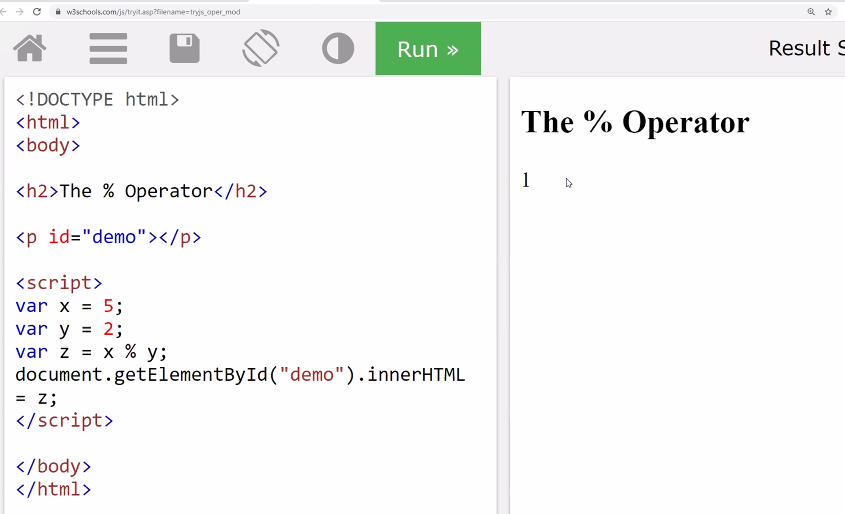 w3schools.com/js/tryit.asp?filename=tryjs_oper_mod
Run »
Result S
<!DOCTYPE html>
<html>
<body>
<h2>The % Operator</h2>
<p id="demo"></p>
<script>
var x = 5;
var y = 2;
var z = x % y;
document.getElementById("demo").innerHTML
= z;
</script>
</body>
</html>
The % Operator
1